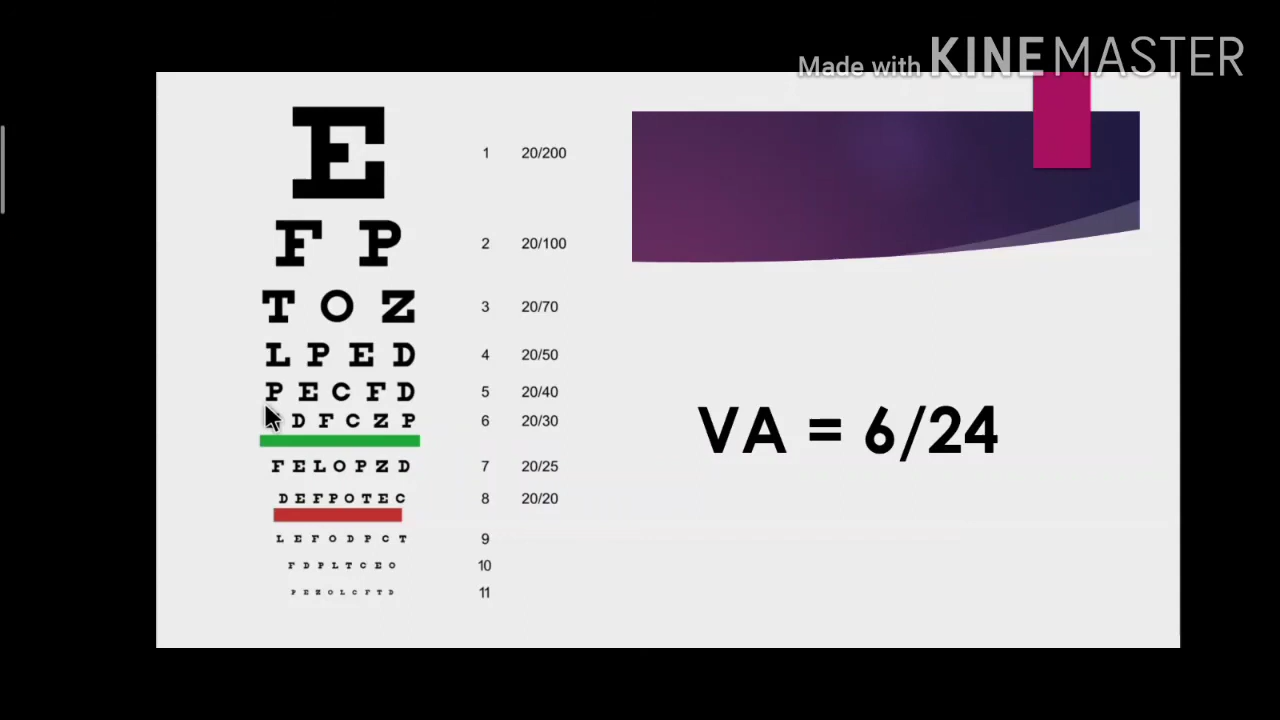 Made with KINEMASTER
E 1 20/200
F P 2 20/100
T O Z 3 20/70
L P E D 4 20/50
P E C F D 5 20/40
D F C Z P 6 20/30
F E L O P Z D 7 20/25
D E F P O T E C 8 20/20
L E F O D P C T 9
F D P L T C E O 10
P E Z O L C F T D 11
VA = 6/24